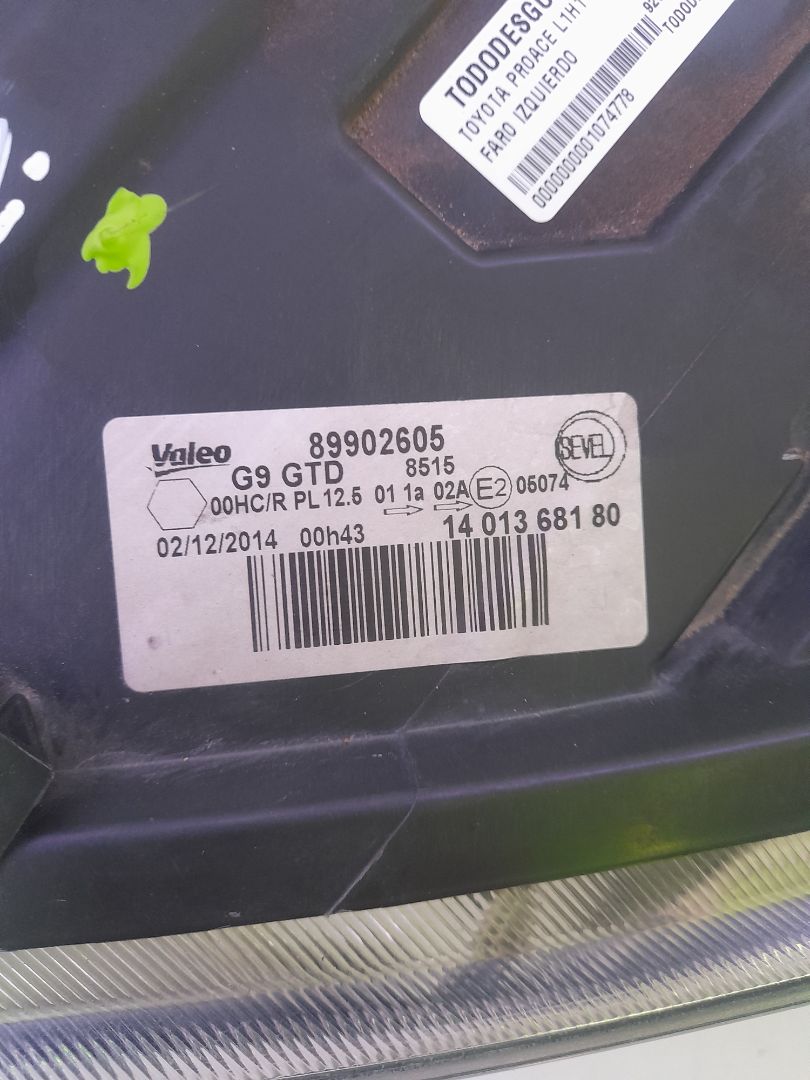 TODODESGU
TOYOTA PROACE L1H1
FARO IZQUIERDO
0000000001074778
Valeo 89902605 SEVEL
G9 GTD 8515
00HC/R PL 12.5 01 1a 02A E2 05074
02/12/2014 00h43 14 013 681 80